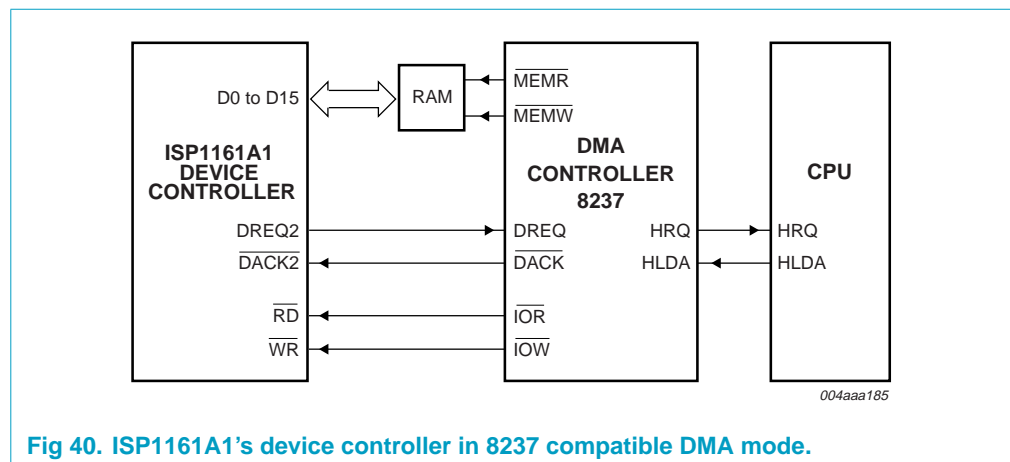 D0 to D15
RAM
MEMR
MEMW
ISP1161A1
DEVICE
CONTROLLER
DMA
CONTROLLER
8237
CPU
DREQ2
DREQ
HRQ
HRQ
DACK2
DACK
HLDA
HLDA
RD
IOR
WR
IOW
004aaa185
Fig 40. ISP1161A1's device controller in 8237 compatible DMA mode.